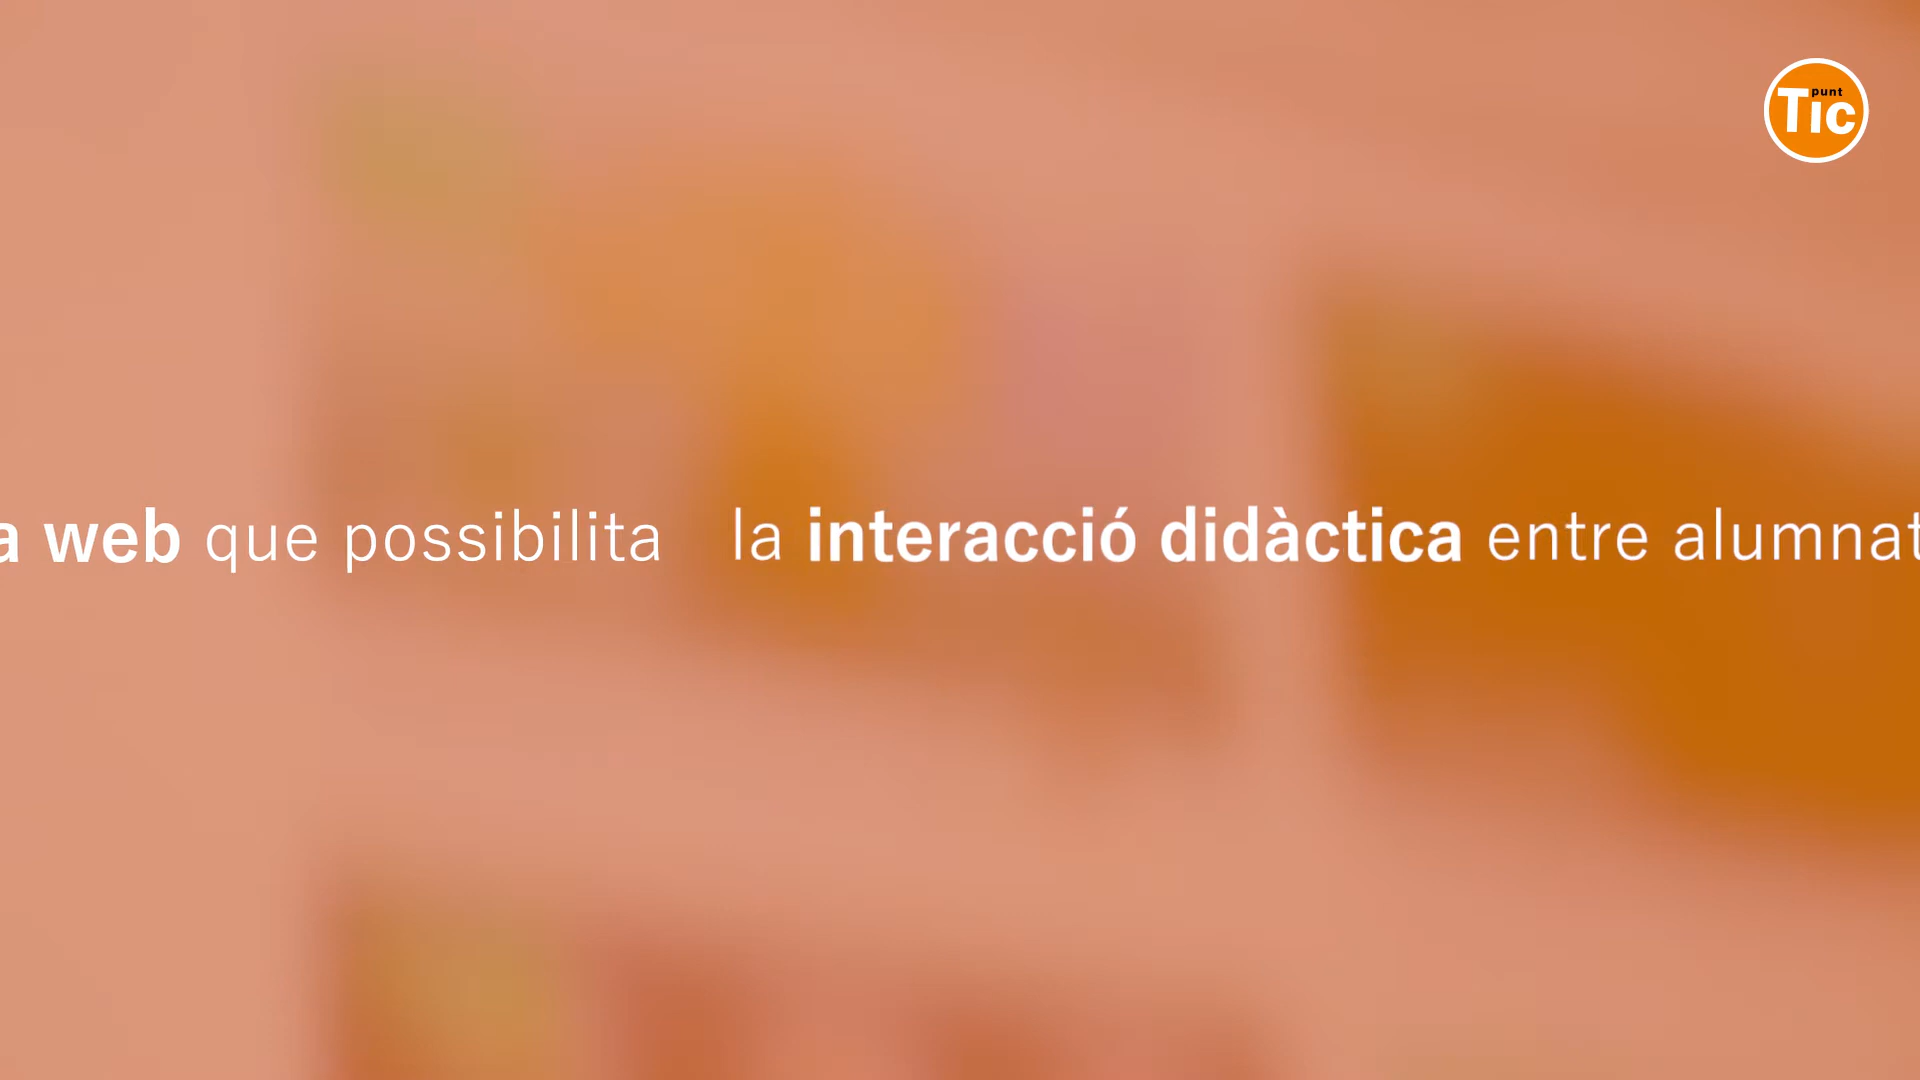 punt
Tic
a web que possibilita la interacció didàctica entre alumnat